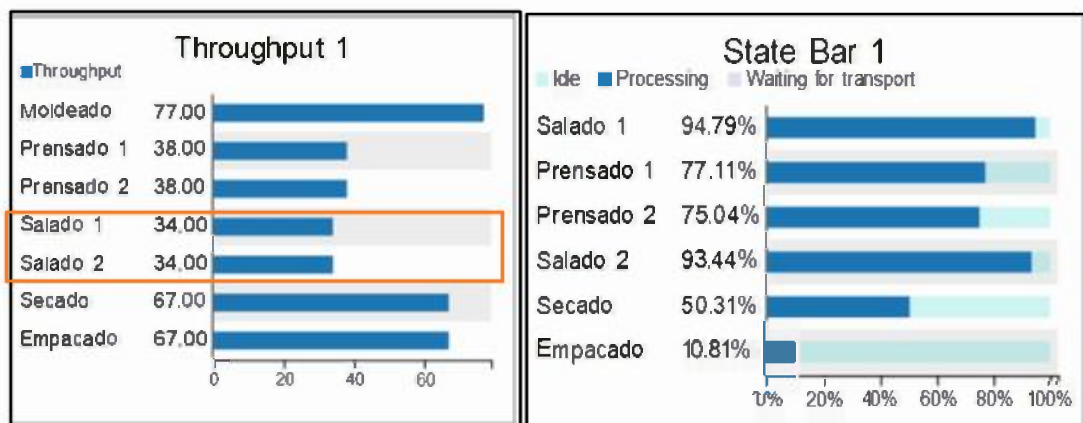 Throughput 1
Throughput
Moldeado 77.00
Prensado 1 38.00
Prensado 2 38.00
Salado 1 34.00
Salado 2 34.00
Secado 67.00
Empacado 67.00
0 20 40 60
State Bar 1
Idle Processing Waiting for transport
Salado 1 94.79%
Prensado 1 77.11%
Prensado 2 75.04%
Salado 2 93.44%
Secado 50.31%
Empacado 10.81%
0% 20% 40% 60% 80% 100%